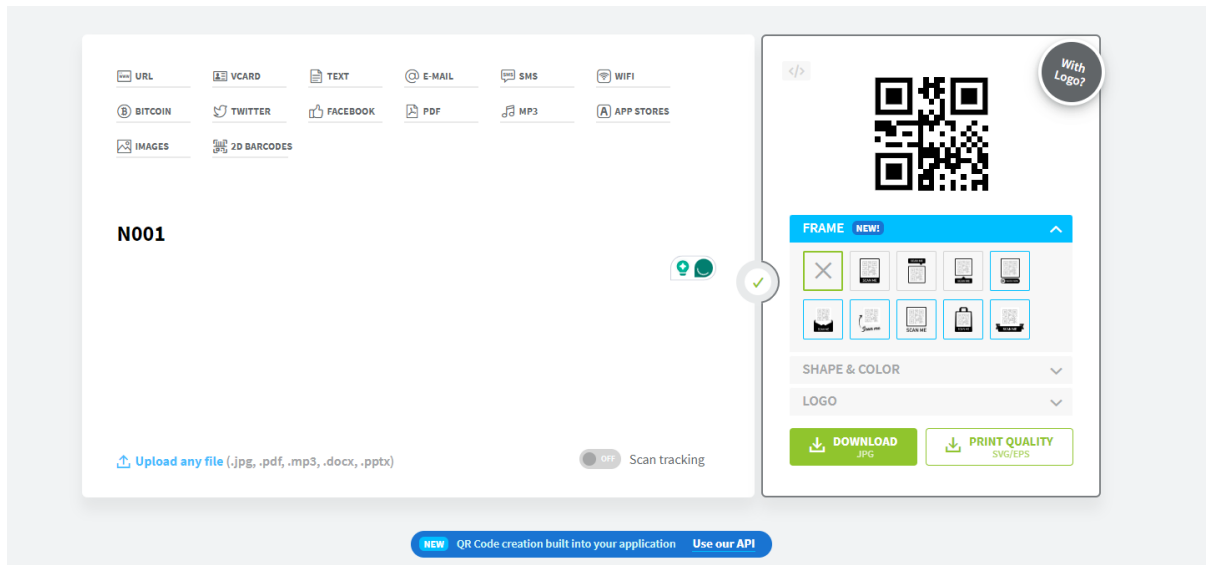 URL
VCARD
TEXT
E-MAIL
SMS
WIFI
BITCOIN
TWITTER
FACEBOOK
PDF
MP3
APP STORES
IMAGES
2D BARCODES
N001
Upload any file (.jpg, .pdf, .mp3, .docx, .pptx)
OFF
Scan tracking
</>
With
Logo?
FRAME NEW!
SCAN ME
SHAPE & COLOR
LOGO
DOWNLOAD
JPG
PRINT QUALITY
SVG/EPS
NEW QR Code creation built into your application Use our API